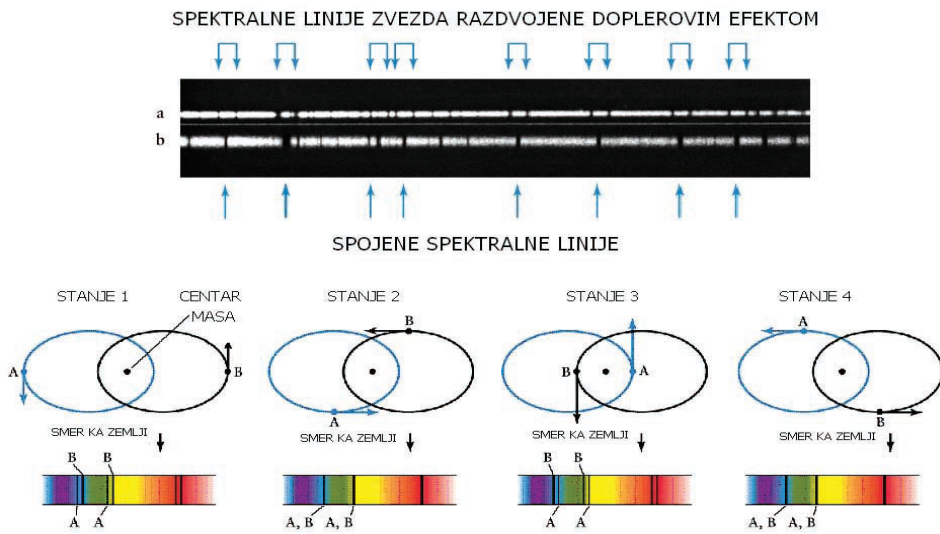 SPEKTRALNE LINIJE ZVEZDA RAZDVOJENE DOPLEROVIM EFEKTOM
a
b
SPOJENE SPEKTRALNE LINIJE
STANJE 1
CENTAR
MASA
STANJE 2
STANJE 3
STANJE 4
A
B
B
A
B
A
A
B
SMER KA ZEMLJI
SMER KA ZEMLJI
SMER KA ZEMLJI
SMER KA ZEMLJI
B B
A A
A, B A, B
B B
A A
A, B A, B